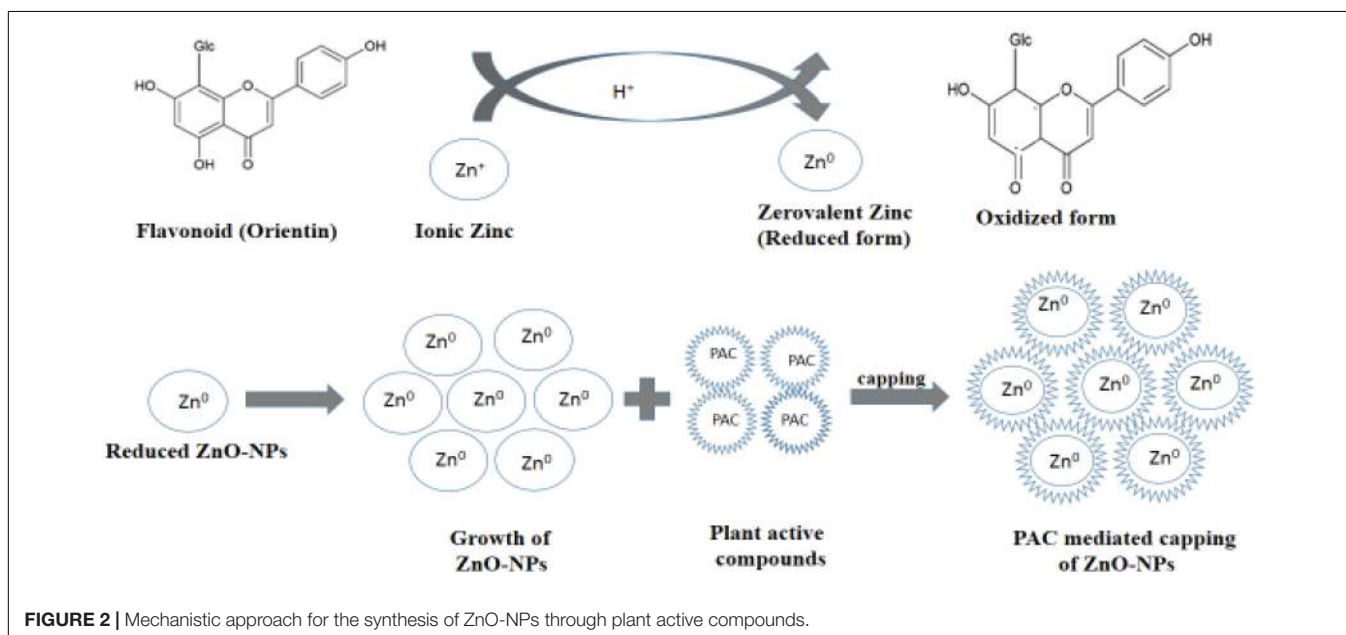 Glc
OH
HO
O
OH
O
Flavonoid (Orientin)
H⁺
Zn⁺
Ionic Zinc
Zn⁰
Zerovalent Zinc
(Reduced form)
Glc
OH
HO
O
O
O
Oxidized form
Zn⁰
Reduced ZnO-NPs
Zn⁰
Zn⁰
Zn⁰
Zn⁰
Zn⁰
Zn⁰
Zn⁰
Growth of
ZnO-NPs
PAC
PAC
PAC
PAC
Plant active
compounds
capping
Zn⁰
Zn⁰
Zn⁰
Zn⁰
Zn⁰
Zn⁰
Zn⁰
PAC mediated capping
of ZnO-NPs
FIGURE 2 | Mechanistic approach for the synthesis of ZnO-NPs through plant active compounds.